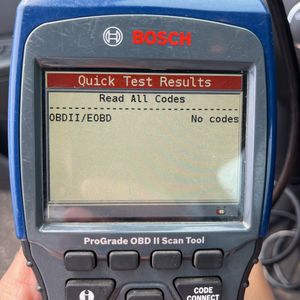 BOSCH
Quick Test Results
Read All Codes
OBDII/EOBD No codes
ProGrade OBD II Scan Tool
CODE
CONNECT